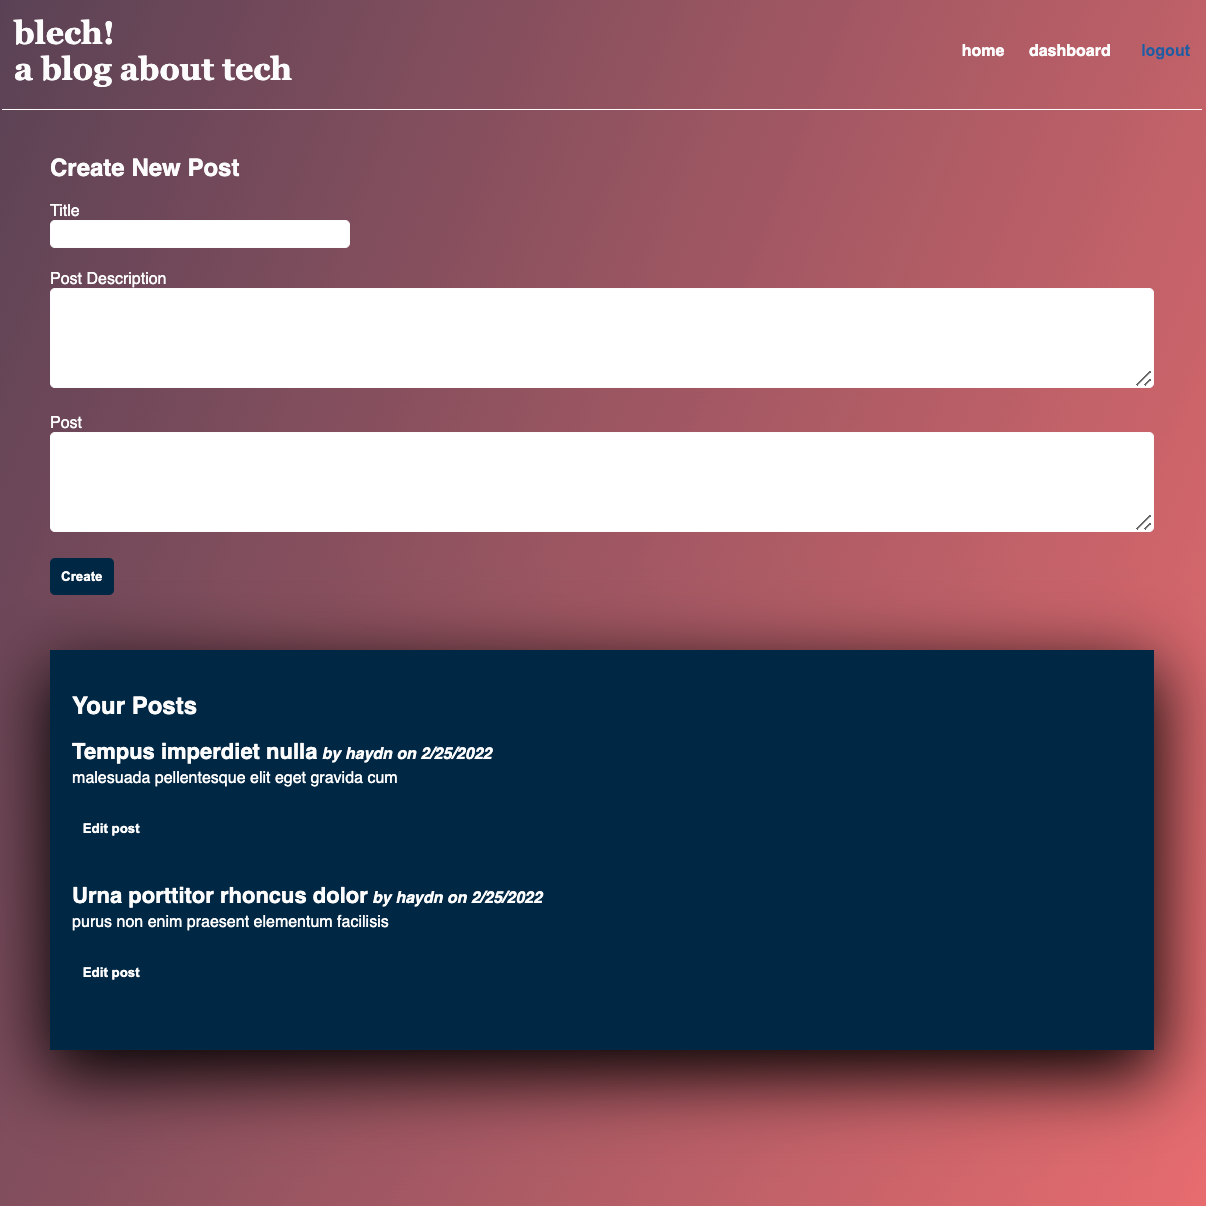 blech!
a blog about tech
home dashboard logout
Create New Post
Title
Post Description
Post
Create
Your Posts
Tempus imperdiet nulla by haydn on 2/25/2022
malesuada pellentesque elit eget gravida cum
Edit post
Urna porttitor rhoncus dolor by haydn on 2/25/2022
purus non enim praesent elementum facilisis
Edit post